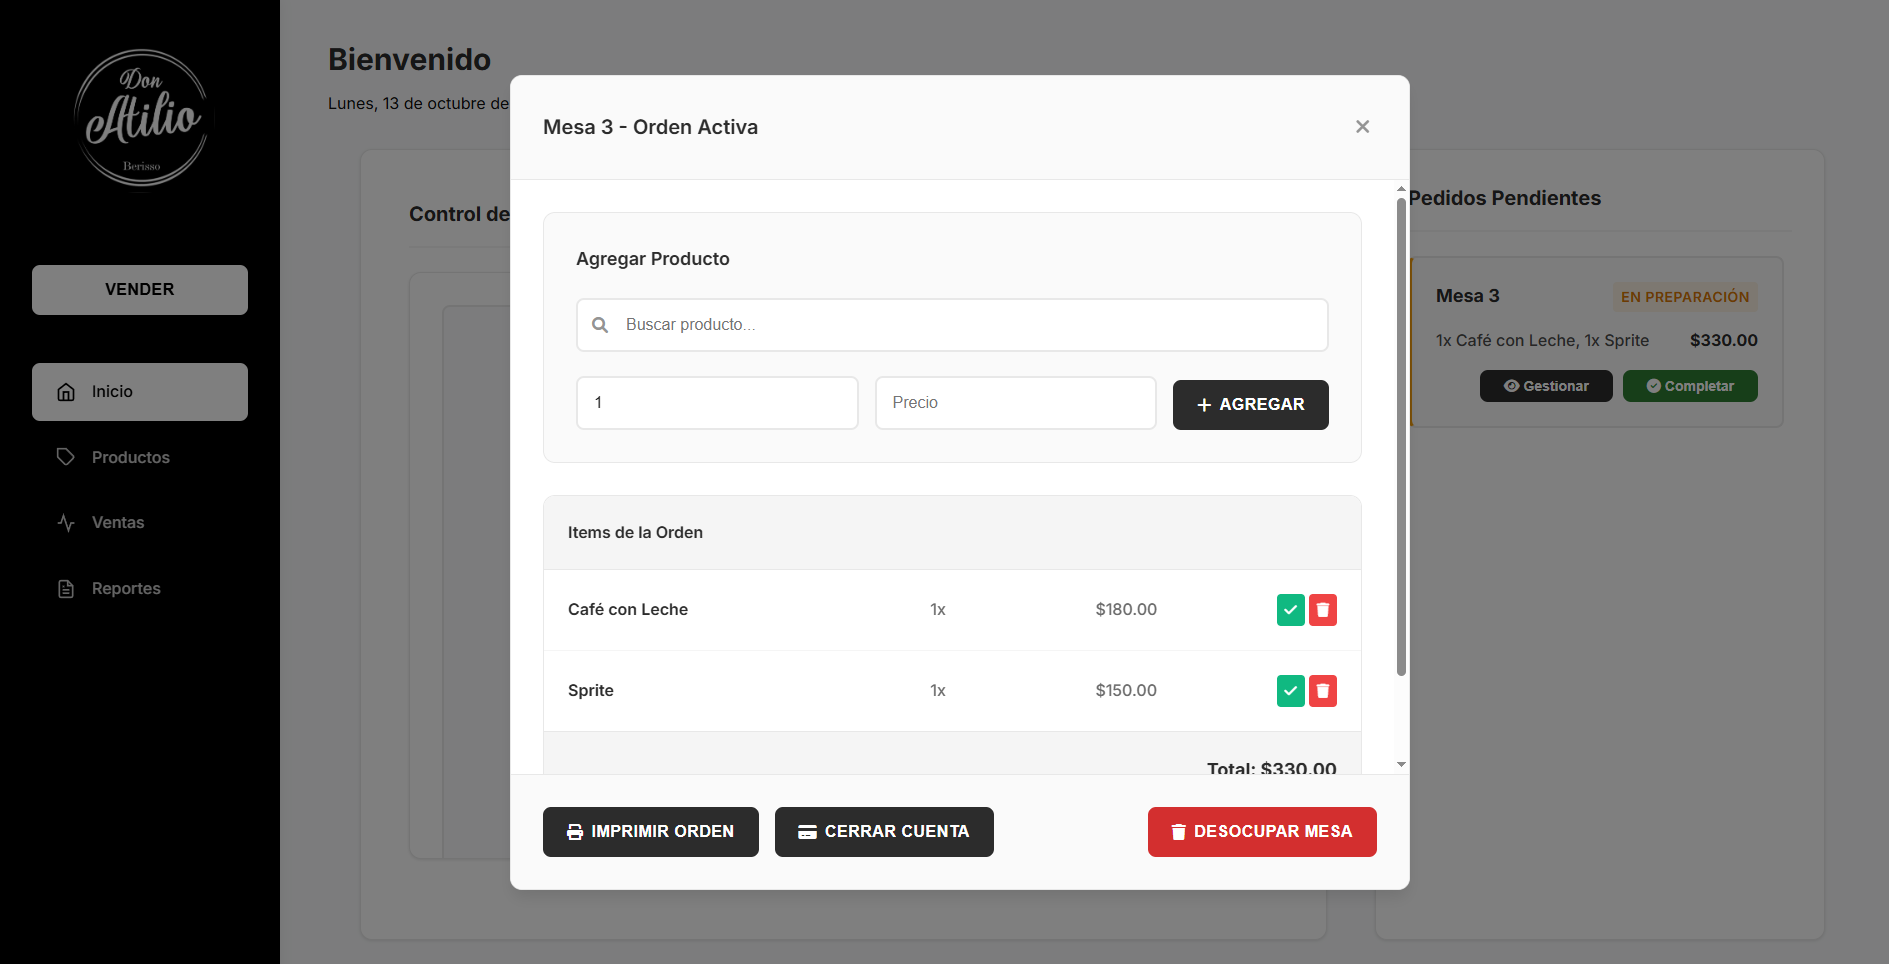 Don
Atilio
Berisso
VENDER
Inicio
Productos
Ventas
Reportes
Bienvenido
Lunes, 13 de octubre de
Control de
Mesa 3 - Orden Activa
Agregar Producto
Buscar producto...
1
Precio
AGREGAR
Items de la Orden
Café con Leche 1x $180.00
Sprite 1x $150.00
Total: $330.00
IMPRIMIR ORDEN
CERRAR CUENTA
DESOCUPAR MESA
Pedidos Pendientes
Mesa 3 EN PREPARACIÓN
1x Café con Leche, 1x Sprite $330.00
Gestionar
Completar